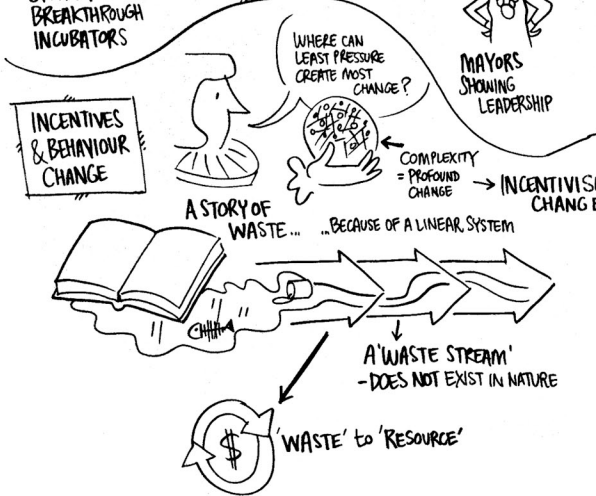 BREAKTHROUGH
INCUBATORS
WHERE CAN
LEAST PRESSURE
CREATE MOST
CHANGE?
MAYORS
SHOWING
LEADERSHIP
INCENTIVES
& BEHAVIOUR
CHANGE
COMPLEXITY
= PROFOUND
CHANGE
INCENTIVIS
CHANGE
A STORY OF
WASTE... ...BECAUSE OF A LINEAR SYSTEM
A 'WASTE STREAM'
- DOES NOT EXIST IN NATURE
$
'WASTE' to 'RESOURCE'